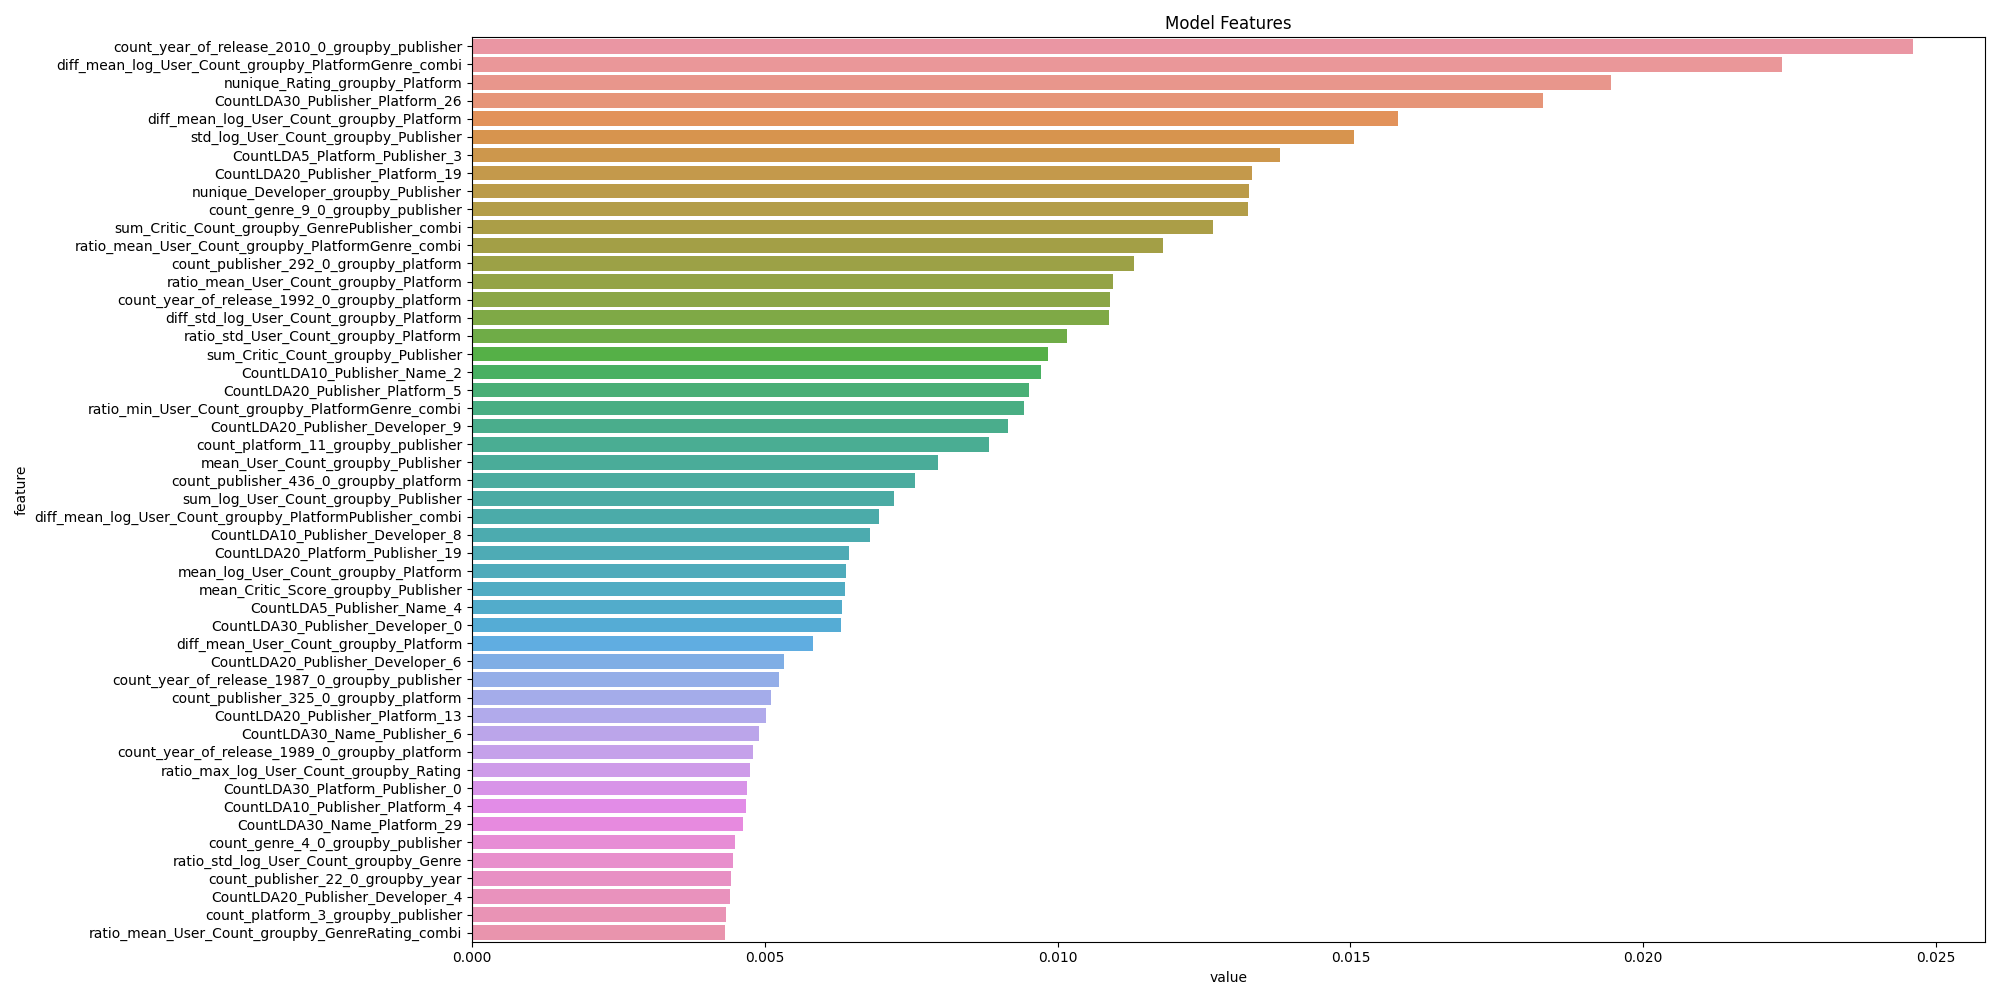 Model Features
feature
count_year_of_release_2010_0_groupby_publisher
diff_mean_log_User_Count_groupby_PlatformGenre_combi
nunique_Rating_groupby_Platform
CountLDA30_Publisher_Platform_26
diff_mean_log_User_Count_groupby_Platform
std_log_User_Count_groupby_Publisher
CountLDA5_Platform_Publisher_3
CountLDA20_Publisher_Platform_19
nunique_Developer_groupby_Publisher
count_genre_9_0_groupby_publisher
sum_Critic_Count_groupby_GenrePublisher_combi
ratio_mean_User_Count_groupby_PlatformGenre_combi
count_publisher_292_0_groupby_platform
ratio_mean_User_Count_groupby_Platform
count_year_of_release_1992_0_groupby_platform
diff_std_log_User_Count_groupby_Platform
ratio_std_User_Count_groupby_Platform
sum_Critic_Count_groupby_Publisher
CountLDA10_Publisher_Name_2
CountLDA20_Publisher_Platform_5
ratio_min_User_Count_groupby_PlatformGenre_combi
CountLDA20_Publisher_Developer_9
count_platform_11_groupby_publisher
mean_User_Count_groupby_Publisher
count_publisher_436_0_groupby_platform
sum_log_User_Count_groupby_Publisher
diff_mean_log_User_Count_groupby_PlatformPublisher_combi
CountLDA10_Publisher_Developer_8
CountLDA20_Platform_Publisher_19
mean_log_User_Count_groupby_Platform
mean_Critic_Score_groupby_Publisher
CountLDA5_Publisher_Name_4
CountLDA30_Publisher_Developer_0
diff_mean_User_Count_groupby_Platform
CountLDA20_Publisher_Developer_6
count_year_of_release_1987_0_groupby_publisher
count_publisher_325_0_groupby_platform
CountLDA20_Publisher_Platform_13
CountLDA30_Name_Publisher_6
count_year_of_release_1989_0_groupby_platform
ratio_max_log_User_Count_groupby_Rating
CountLDA30_Platform_Publisher_0
CountLDA10_Publisher_Platform_4
CountLDA30_Name_Platform_29
count_genre_4_0_groupby_publisher
ratio_std_log_User_Count_groupby_Genre
count_publisher_22_0_groupby_year
CountLDA20_Publisher_Developer_4
count_platform_3_groupby_publisher
ratio_mean_User_Count_groupby_GenreRating_combi
0.000 0.005 0.010 0.015 0.020 0.025
value